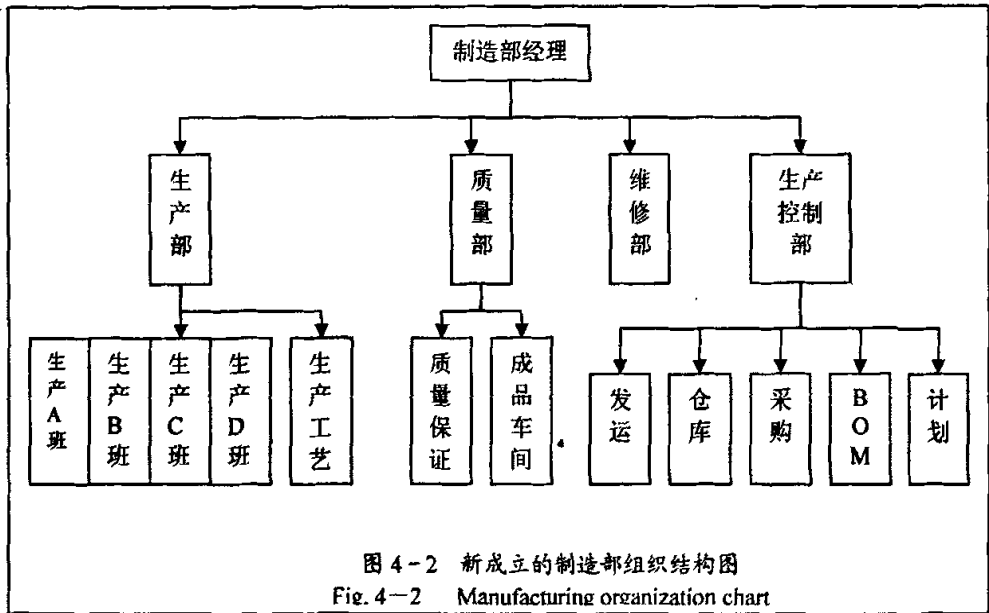 制造部经理
生产部
质量部
维修部
生产控制部
生产A班
生产B班
生产C班
生产D班
生产工艺
质量保证
成品车间
发运
仓库
采购
BOM
计划
图4-2 新成立的制造部组织结构图
Fig. 4－2 Manufacturing organization chart